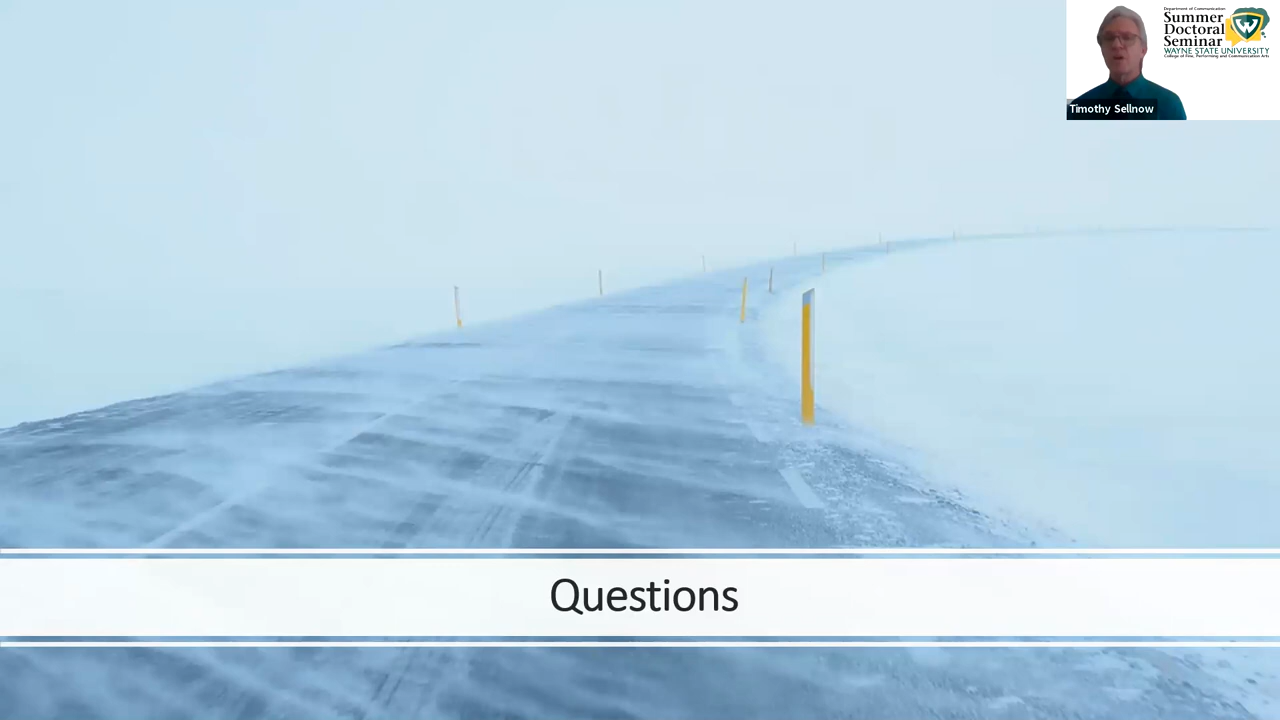 Department of Communication
Summer
Doctoral
Seminar
WAYNE STATE UNIVERSITY
College of Fine, Performing and Communication Arts
W
Timothy Sellnow
Questions